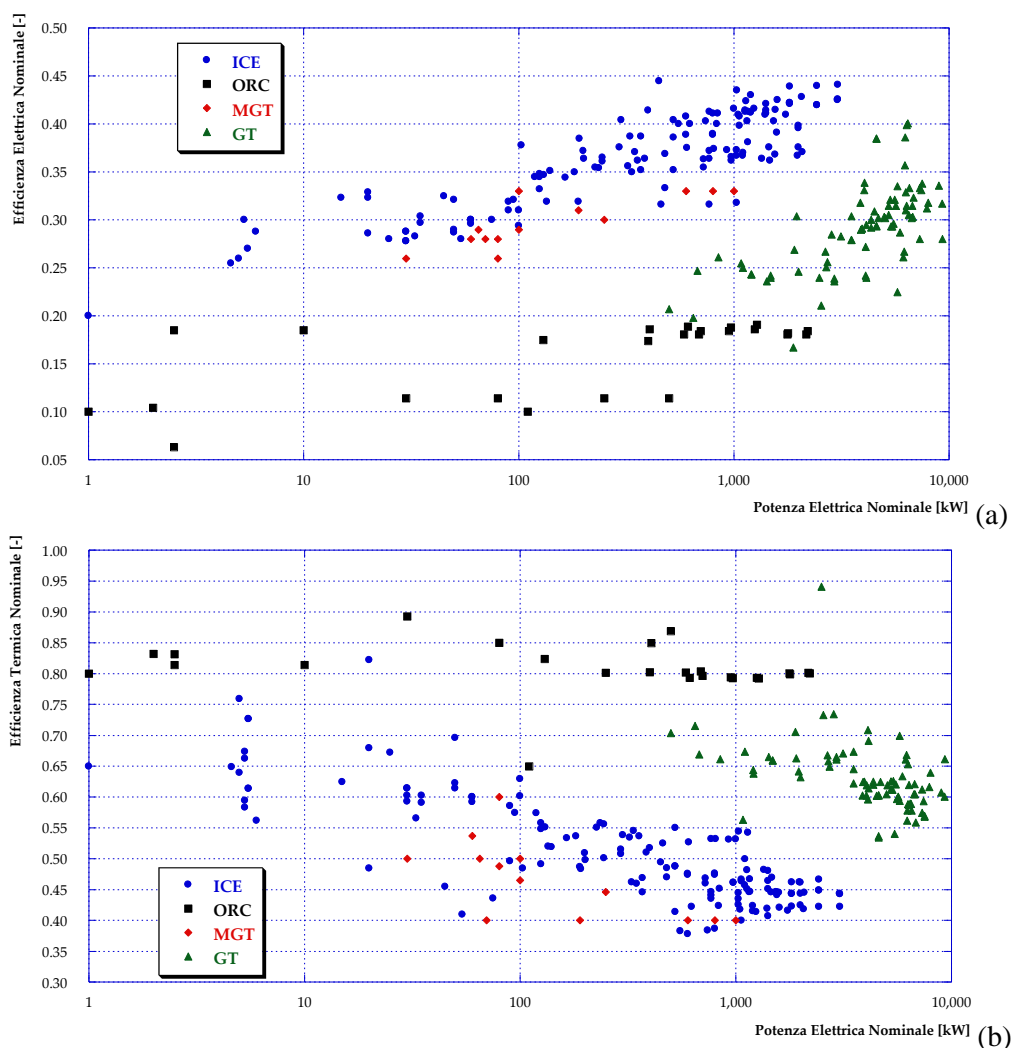 Efficienza Elettrica Nominale [-]
0.50
0.45
0.40
0.35
0.30
0.25
0.20
0.15
0.10
0.05
ICE
ORC
MGT
GT
1
10
100
1,000
10,000
Potenza Elettrica Nominale [kW]
(a)
Efficienza Termica Nominale [-]
1.00
0.95
0.90
0.85
0.80
0.75
0.70
0.65
0.60
0.55
0.50
0.45
0.40
0.35
0.30
ICE
ORC
MGT
GT
1
10
100
1,000
10,000
Potenza Elettrica Nominale [kW]
(b)